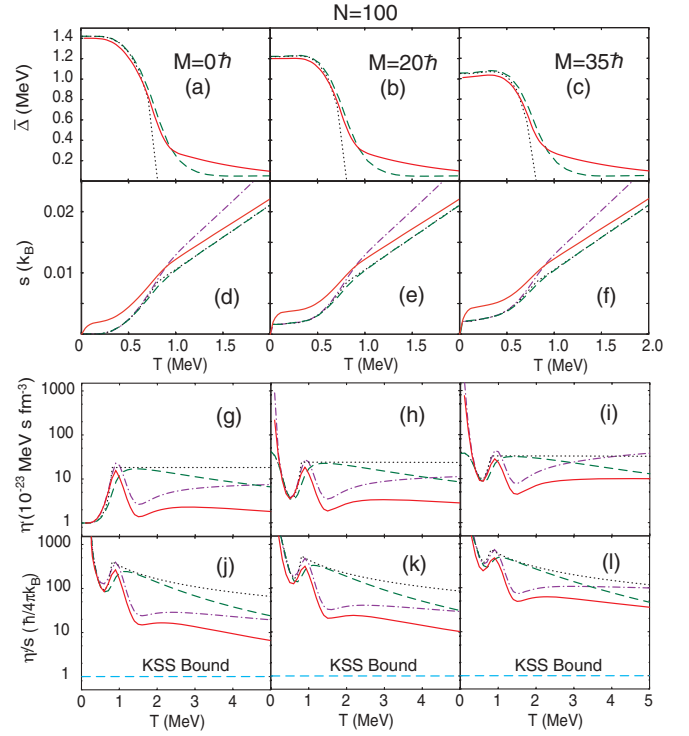 N=100
1.4
1.2
1.0
0.8
0.6
0.4
0.2
Δ̄ (MeV)
M=0ℏ
(a)
M=20ℏ
(b)
M=35ℏ
(c)
0.02
0.01
s (k_B)
(d)
(e)
(f)
0 0.5 1.0 1.5 0 0.5 1.0 1.5 0 0.5 1.0 1.5 2.0
T (MeV) T (MeV) T (MeV)
1000
100
10
1
η (10⁻²³ MeV s fm⁻³)
(g)
(h)
(i)
1000
100
10
1
η/s (ℏ/4πk_B)
(j)
(k)
(l)
KSS Bound KSS Bound KSS Bound
0 1 2 3 4 0 1 2 3 4 0 1 2 3 4 5
T (MeV) T (MeV) T (MeV)